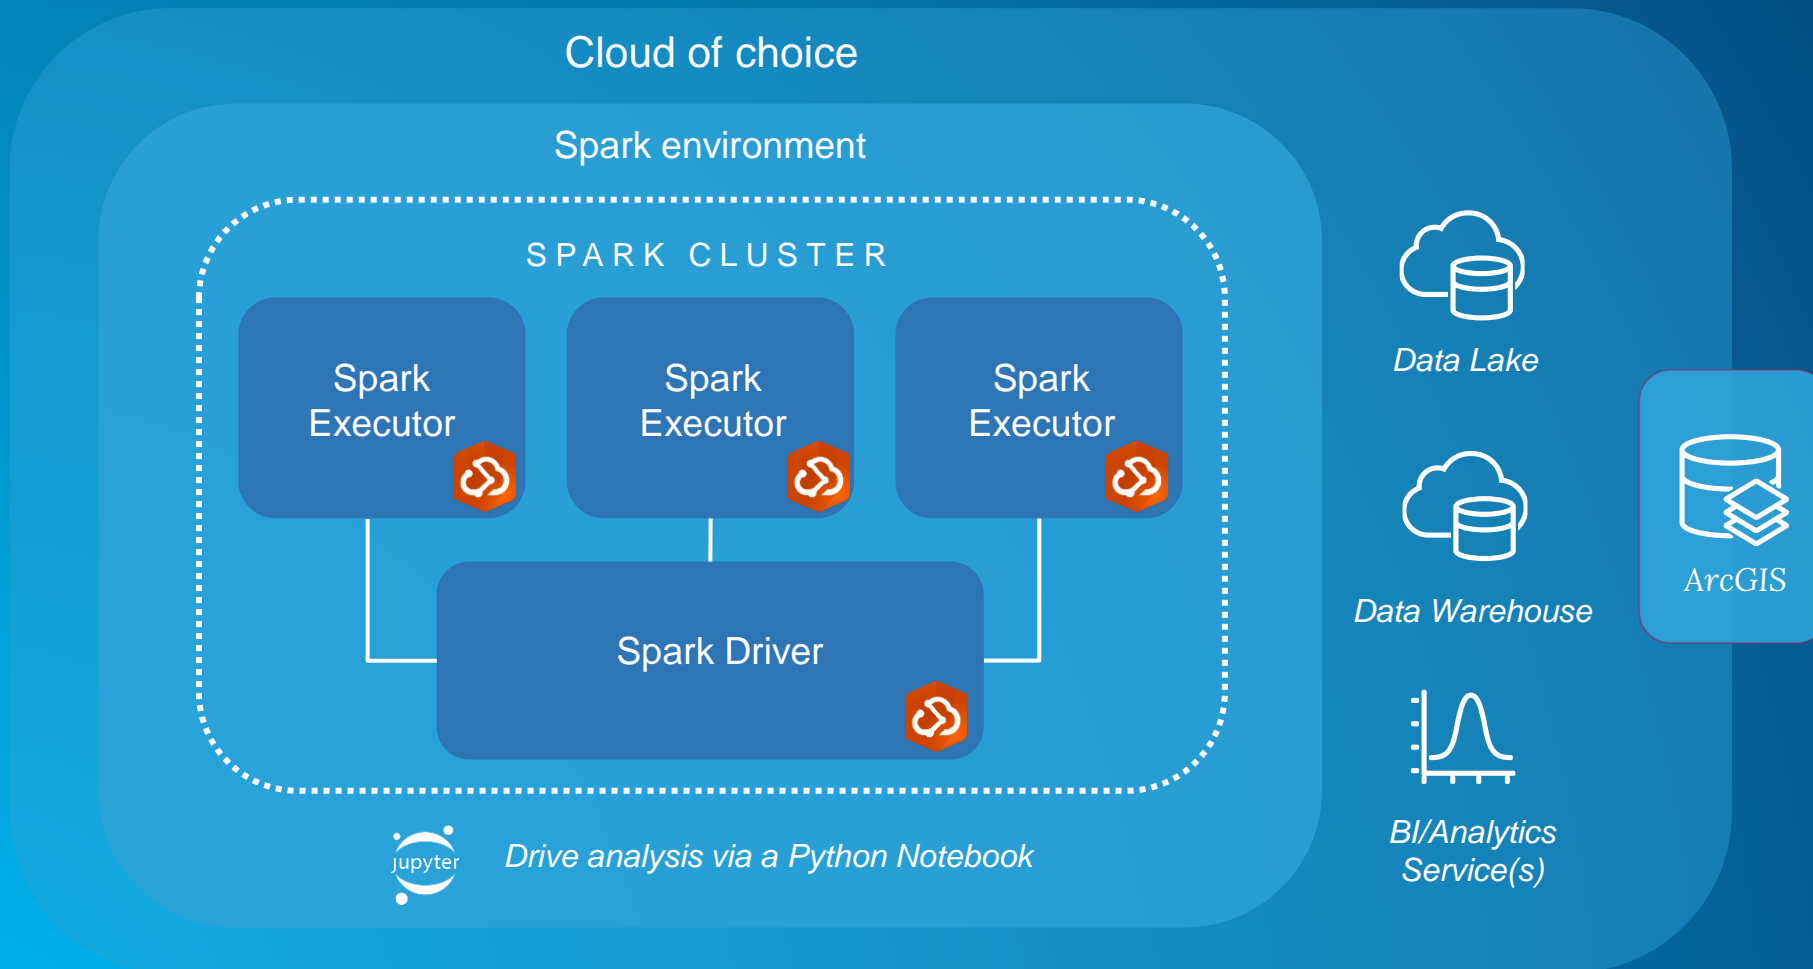 Cloud of choice
Spark environment
SPARK CLUSTER
Spark
Executor
Spark
Executor
Spark
Executor
Spark Driver
jupyter
Drive analysis via a Python Notebook
Data Lake
Data Warehouse
BI/Analytics
Service(s)
ArcGIS